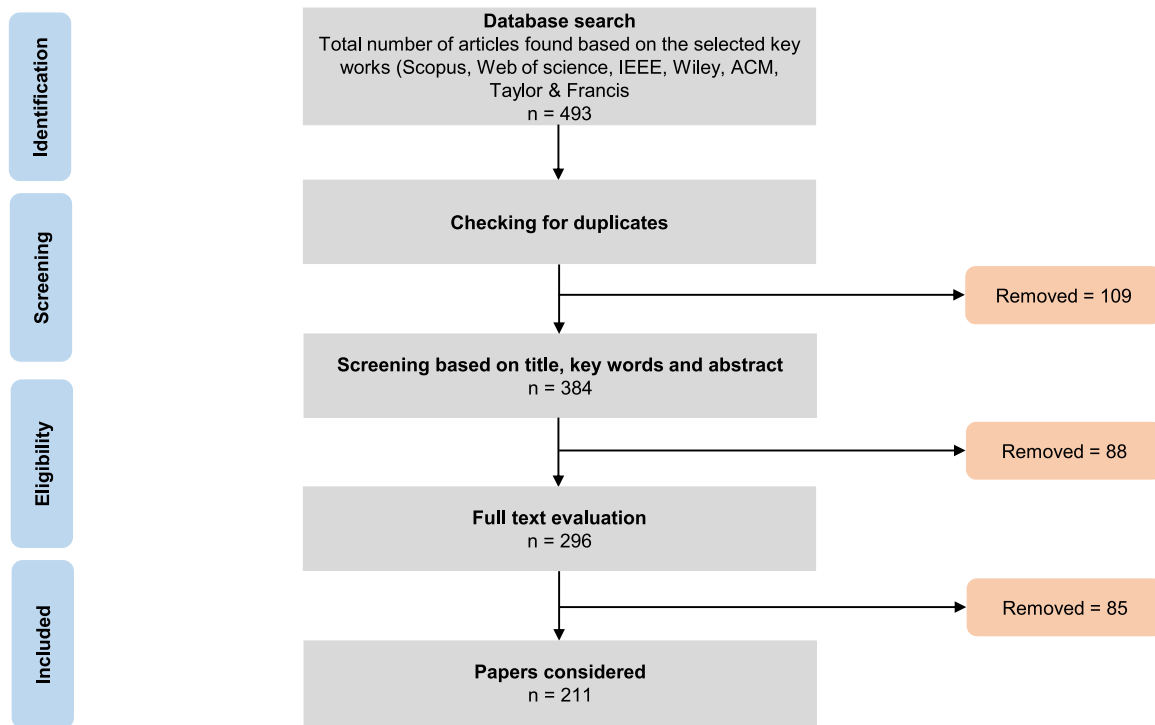 Identification
Database search
Total number of articles found based on the selected key
works (Scopus, Web of science, IEEE, Wiley, ACM,
Taylor & Francis
n = 493
Screening
Checking for duplicates
Removed = 109
Screening based on title, key words and abstract
n = 384
Eligibility
Removed = 88
Full text evaluation
n = 296
Included
Removed = 85
Papers considered
n = 211